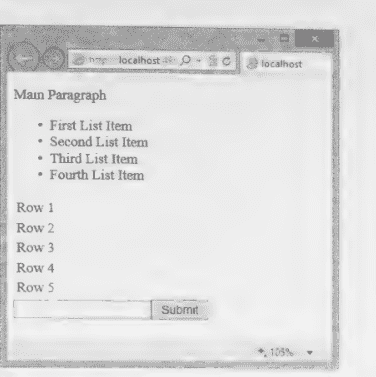 localhost
localhost
Main Paragraph
• First List Item
• Second List Item
• Third List Item
• Fourth List Item
Row 1
Row 2
Row 3
Row 4
Row 5
Submit
105%